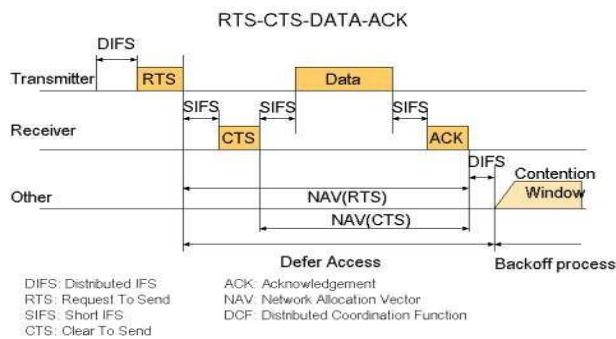 RTS-CTS-DATA-ACK
DIFS
Transmitter
RTS
Data
SIFS
SIFS
SIFS
Receiver
CTS
ACK
DIFS
Contention
Window
Other
NAV(RTS)
NAV(CTS)
Defer Access
Backoff process
DIFS: Distributed IFS
RTS: Request To Send
SIFS: Short IFS
CTS: Clear To Send
ACK: Acknowledgement
NAV: Network Allocation Vector
DCF: Distributed Coordination Function